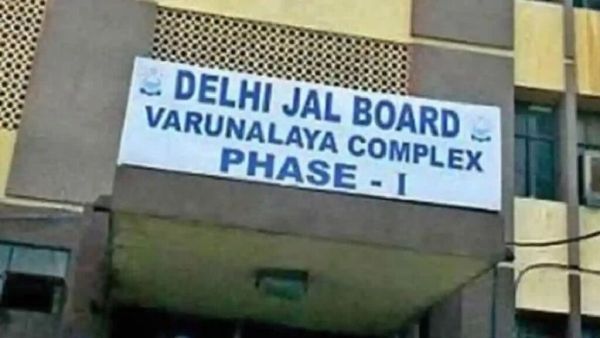 DELHI JAL BOARD
VARUNALAYA COMPLEX
PHASE - I